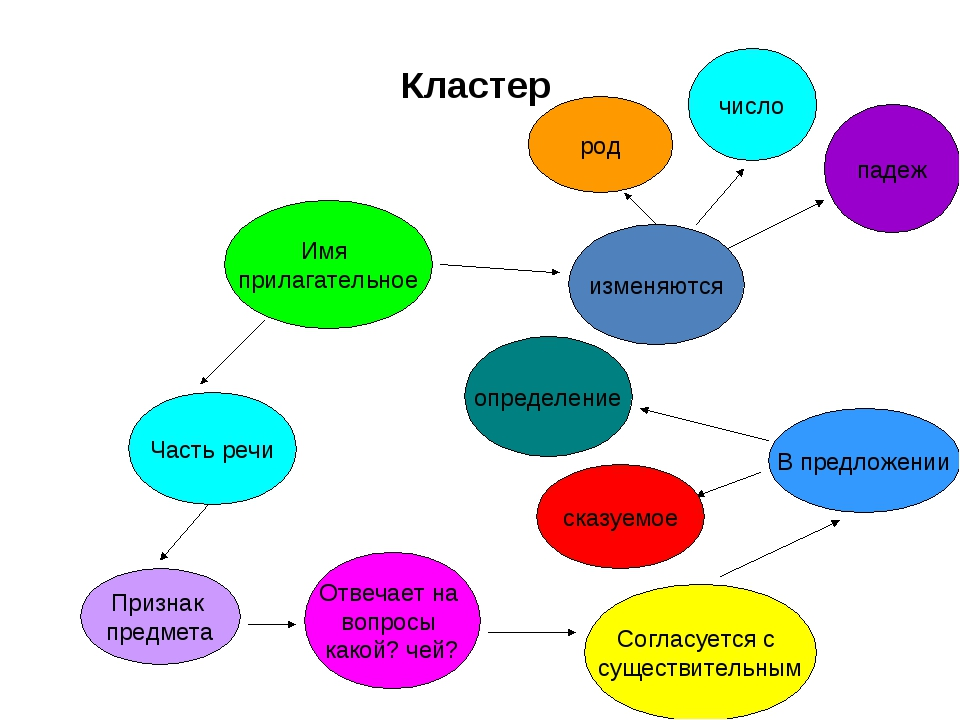 Кластер
число
род
падеж
Имя
прилагательное
изменяются
определение
Часть речи
В предложении
сказуемое
Признак
предмета
Отвечает на
вопросы
какой? чей?
Согласуется с
существительным